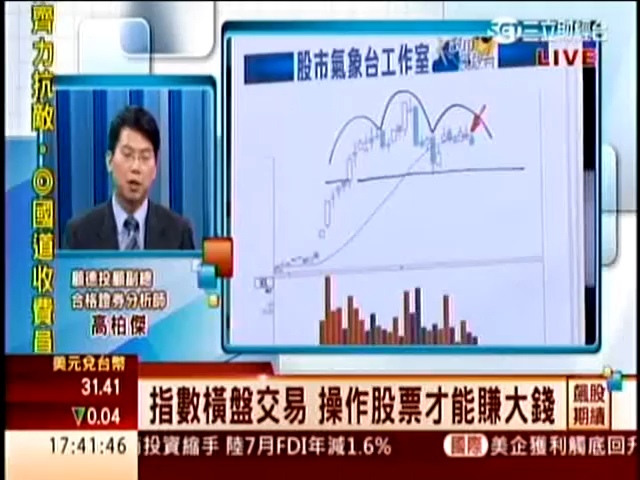 三立財經台
LIVE
股市氣象台工作室
齊力抗敵．◎國道收費員
顧德投顧副總
合格證券分析師
高柏傑
美元兌台幣
31.41
▽0.04
指數橫盤交易 操作股票才能賺大錢
飆股
期績
17:41:46
投資縮手 陸7月FDI年減1.6%
國際
美企獲利觸底回升